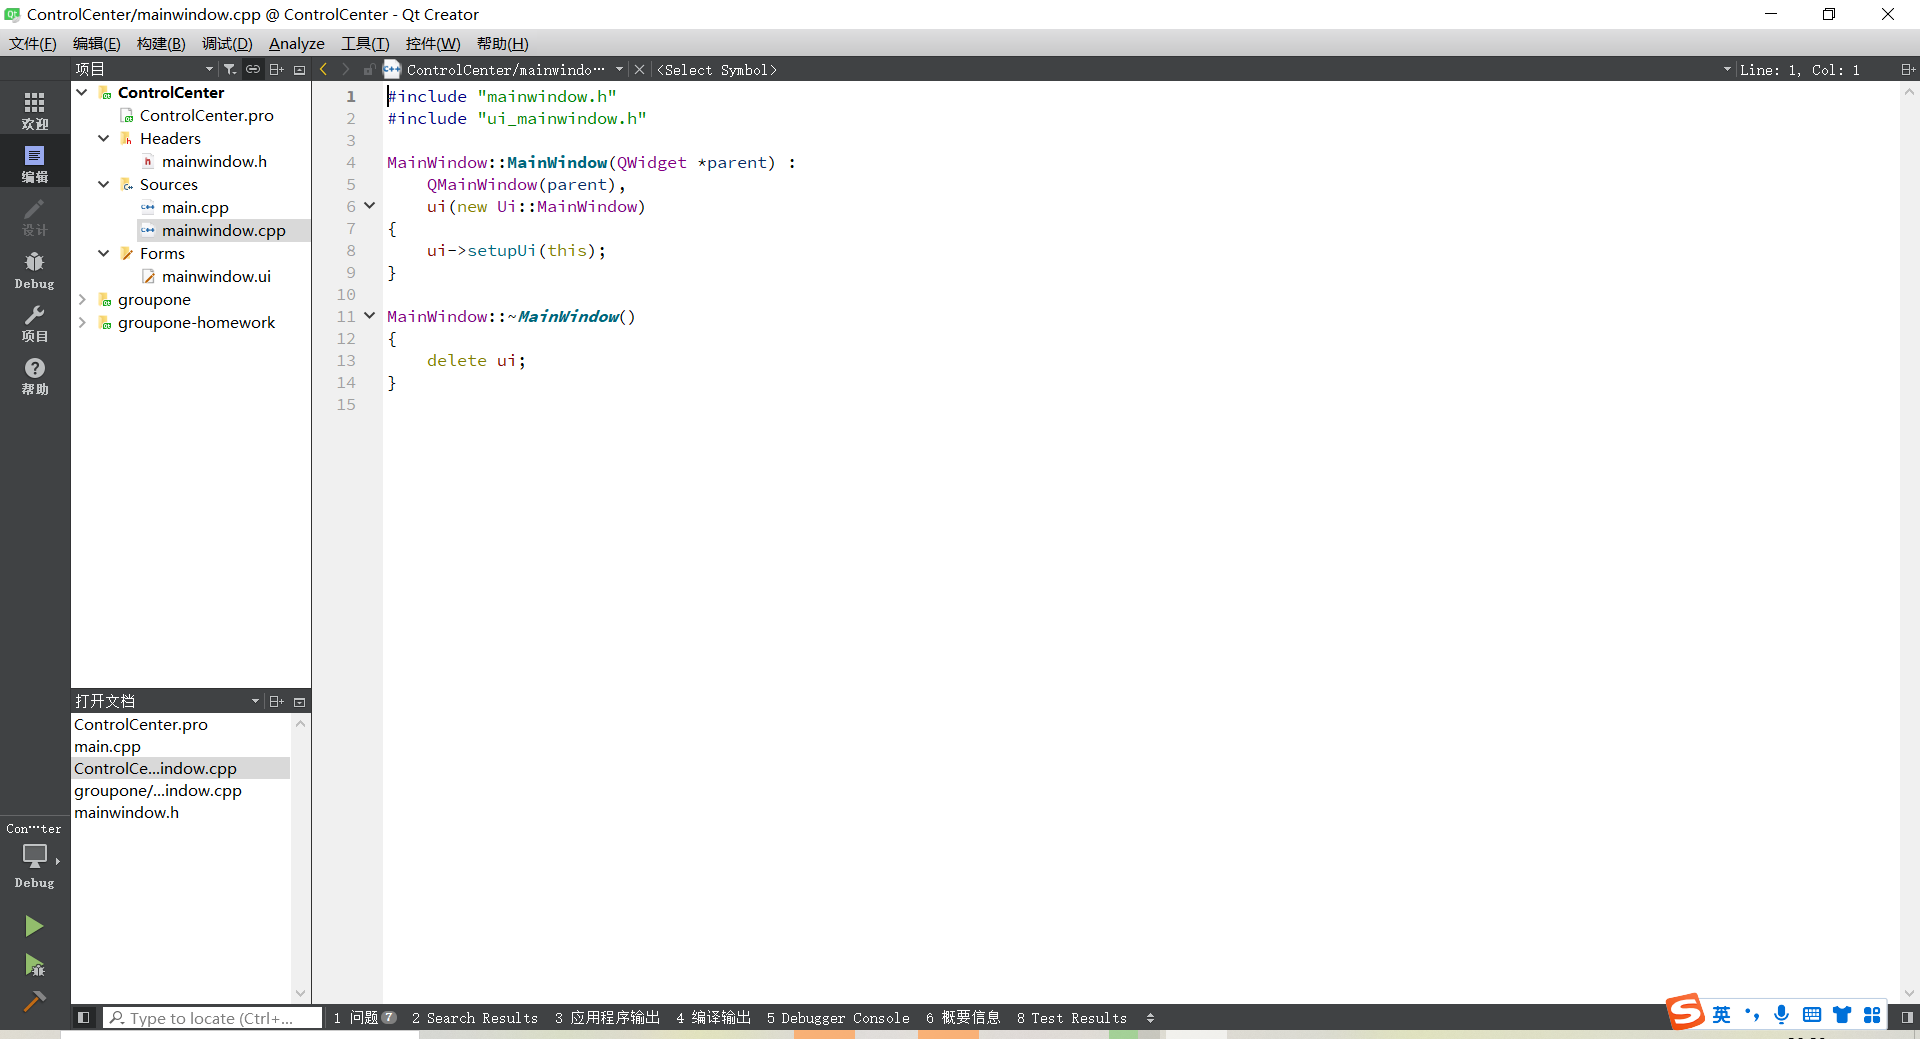 ControlCenter/mainwindow.cpp @ ControlCenter - Qt Creator
文件(F) 编辑(E) 构建(B) 调试(D) Analyze 工具(T) 控件(W) 帮助(H)
项目
ControlCenter/mainwindo··· <Select Symbol> Line: 1, Col: 1
欢迎
编辑
设计
Debug
项目
帮助
ControlCenter
ControlCenter.pro
Headers
mainwindow.h
Sources
main.cpp
mainwindow.cpp
Forms
mainwindow.ui
groupone
groupone-homework
1 #include "mainwindow.h"
2 #include "ui_mainwindow.h"
3
4 MainWindow::MainWindow(QWidget *parent) :
5     QMainWindow(parent),
6     ui(new Ui::MainWindow)
7 {
8     ui->setupUi(this);
9 }
10
11 MainWindow::~MainWindow()
12 {
13     delete ui;
14 }
15
打开文档
ControlCenter.pro
main.cpp
ControlCe...indow.cpp
groupone/...indow.cpp
mainwindow.h
Con···ter
Debug
Type to locate (Ctrl+...
1 问题 7 2 Search Results 3 应用程序输出 4 编译输出 5 Debugger Console 6 概要信息 8 Test Results
S 英